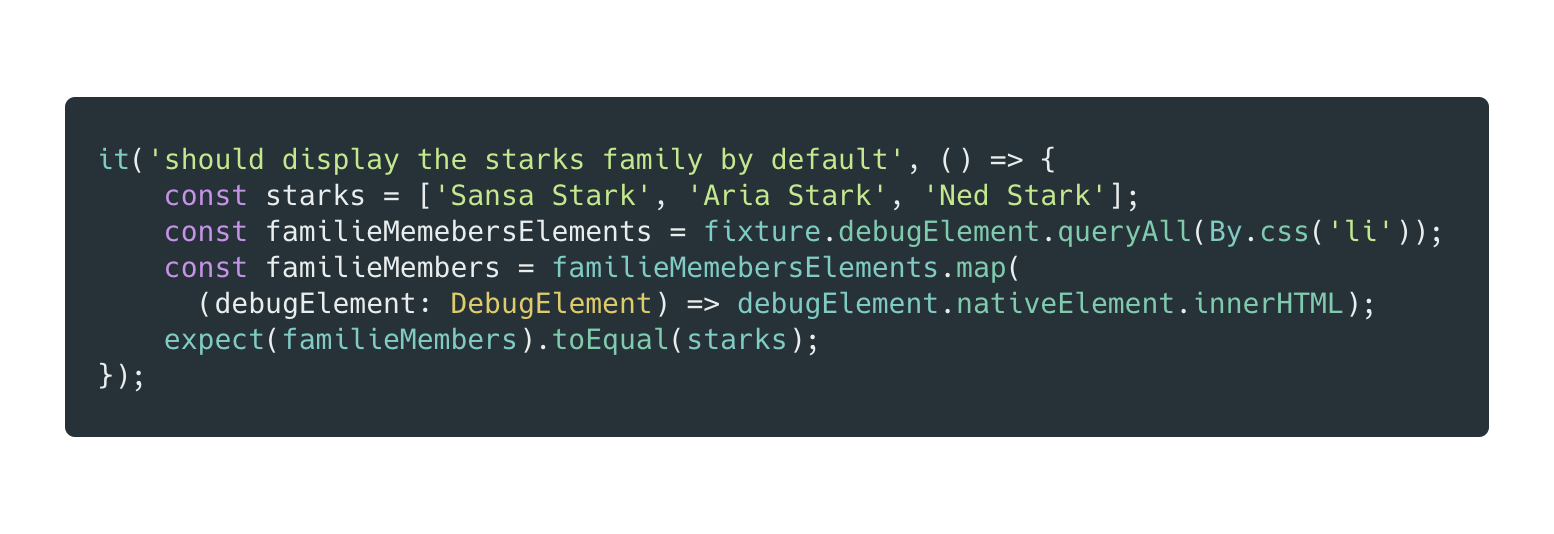 it('should display the starks family by default', () => {
    const starks = ['Sansa Stark', 'Aria Stark', 'Ned Stark'];
    const familieMemebersElements = fixture.debugElement.queryAll(By.css('li'));
    const familieMembers = familieMemebersElements.map(
      (debugElement: DebugElement) => debugElement.nativeElement.innerHTML);
    expect(familieMembers).toEqual(starks);
});